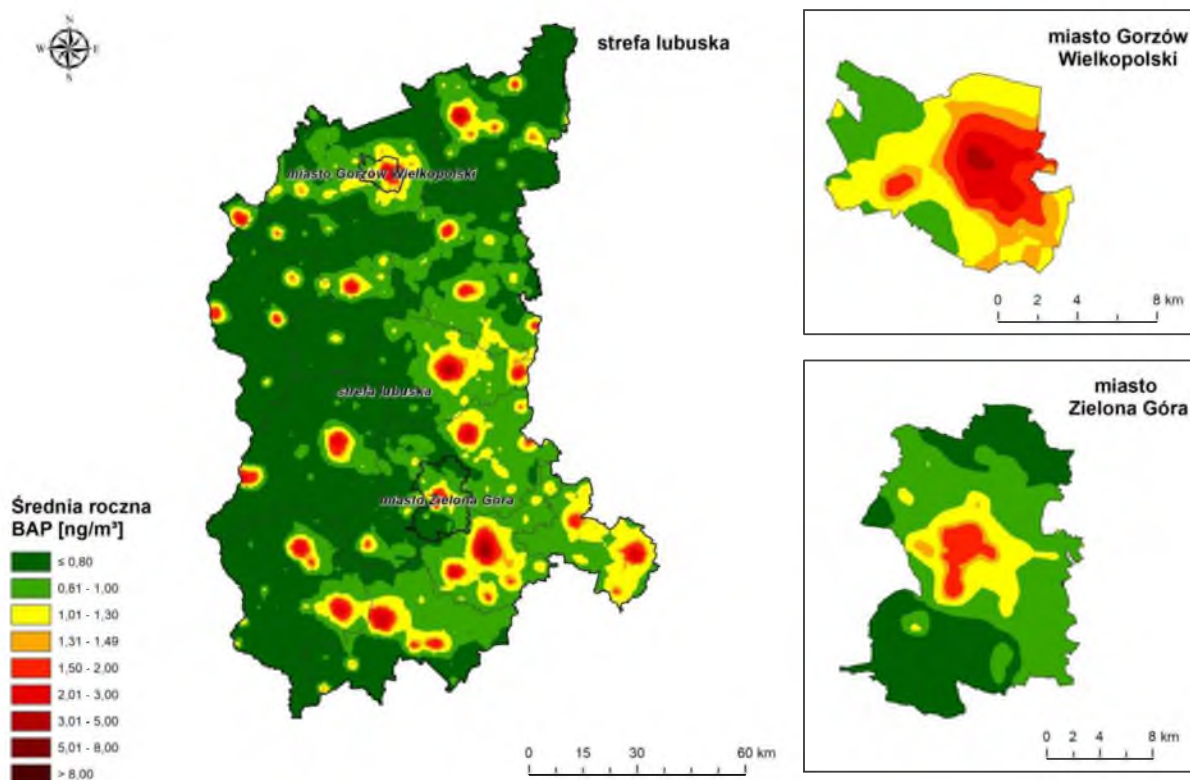 N
W E
S
strefa lubuska
miasto Gorzów Wielkopolski
strefa lubuska
miasto Zielona Góra
Średnia roczna
BAP [ng/m³]
≤ 0,80
0,81 - 1,00
1,01 - 1,30
1,31 - 1,49
1,50 - 2,00
2,01 - 3,00
3,01 - 5,00
5,01 - 8,00
> 8,00
0 15 30 60 km
miasto Gorzów
Wielkopolski
0 2 4 8 km
miasto
Zielona Góra
0 2 4 8 km